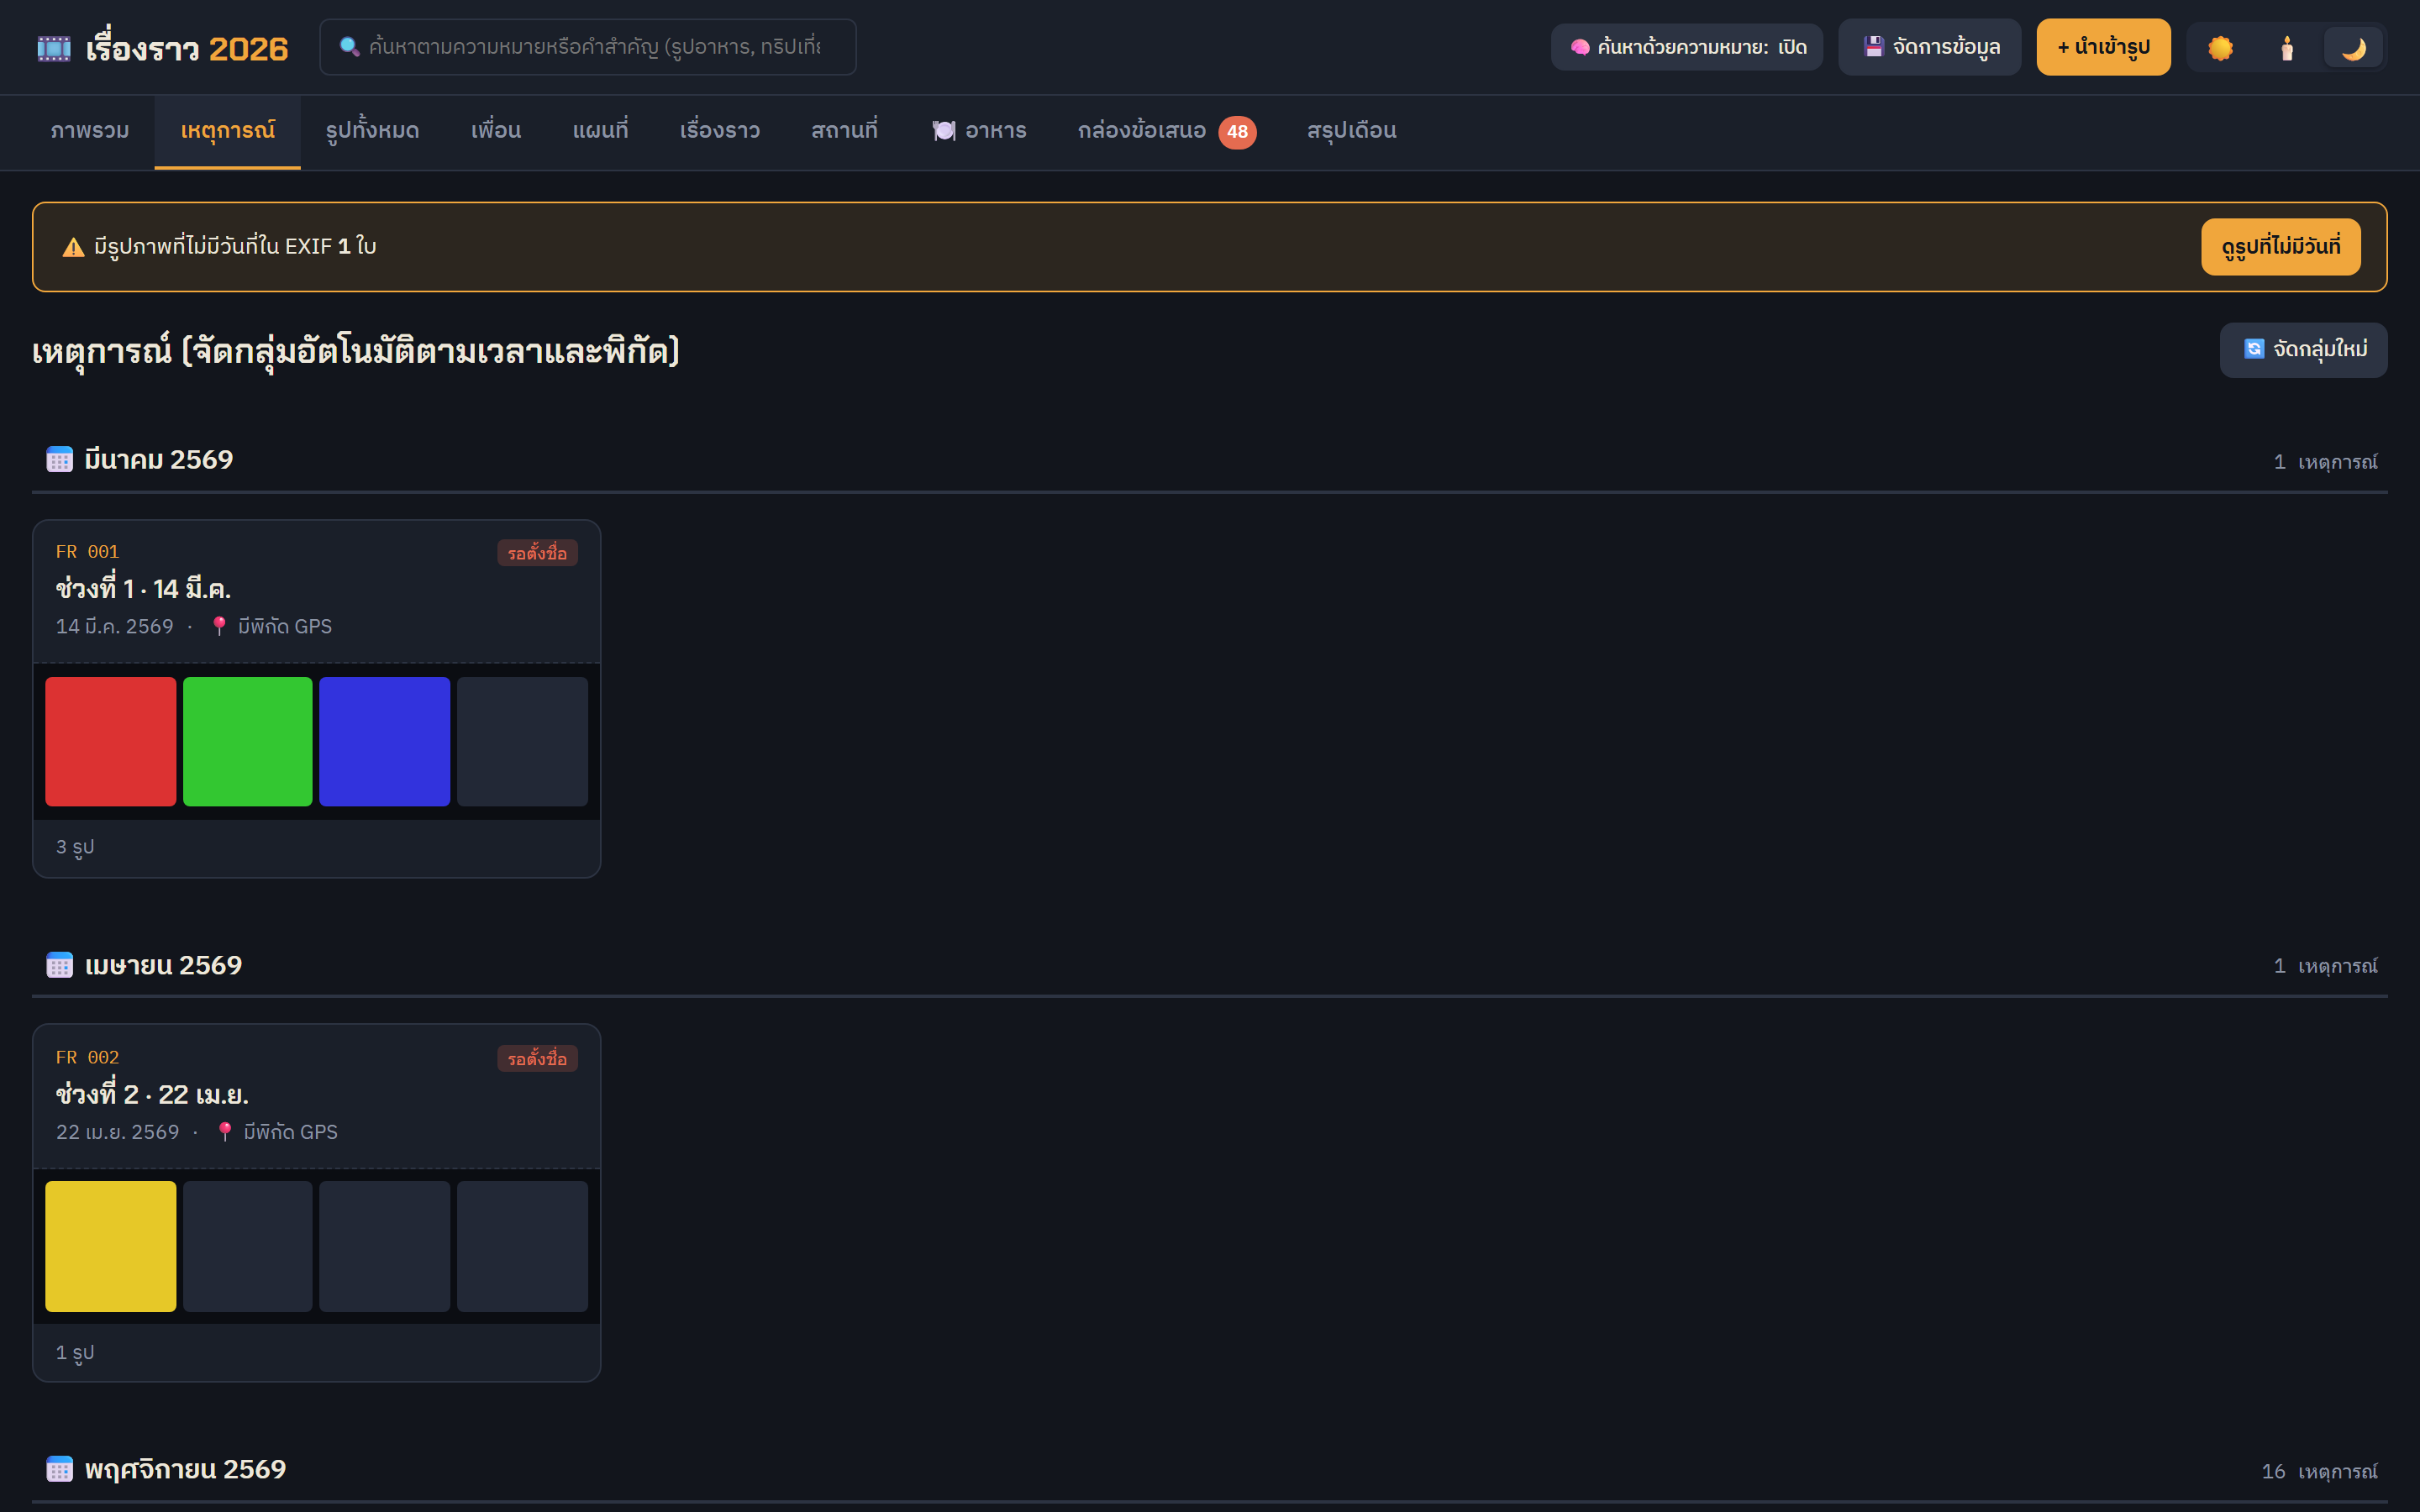 เรื่องราว 2026
ค้นหาตามความหมายหรือคำสำคัญ (รูปอาหาร, ทริปเที่ย
ค้นหาด้วยความหมาย: เปิด
จัดการข้อมูล
+ นำเข้ารูป
ภาพรวม
เหตุการณ์
รูปทั้งหมด
เพื่อน
แผนที่
เรื่องราว
สถานที่
อาหาร
กล่องข้อเสนอ 48
สรุปเดือน
มีรูปภาพที่ไม่มีวันที่ใน EXIF 1 ใบ
ดูรูปที่ไม่มีวันที่
เหตุการณ์ (จัดกลุ่มอัตโนมัติตามเวลาและพิกัด)
จัดกลุ่มใหม่
มีนาคม 2569
1 เหตุการณ์
FR 001
รอตั้งชื่อ
ช่วงที่ 1 · 14 มี.ค.
14 มี.ค. 2569 · มีพิกัด GPS
3 รูป
เมษายน 2569
1 เหตุการณ์
FR 002
รอตั้งชื่อ
ช่วงที่ 2 · 22 เม.ย.
22 เม.ย. 2569 · มีพิกัด GPS
1 รูป
พฤศจิกายน 2569
16 เหตุการณ์